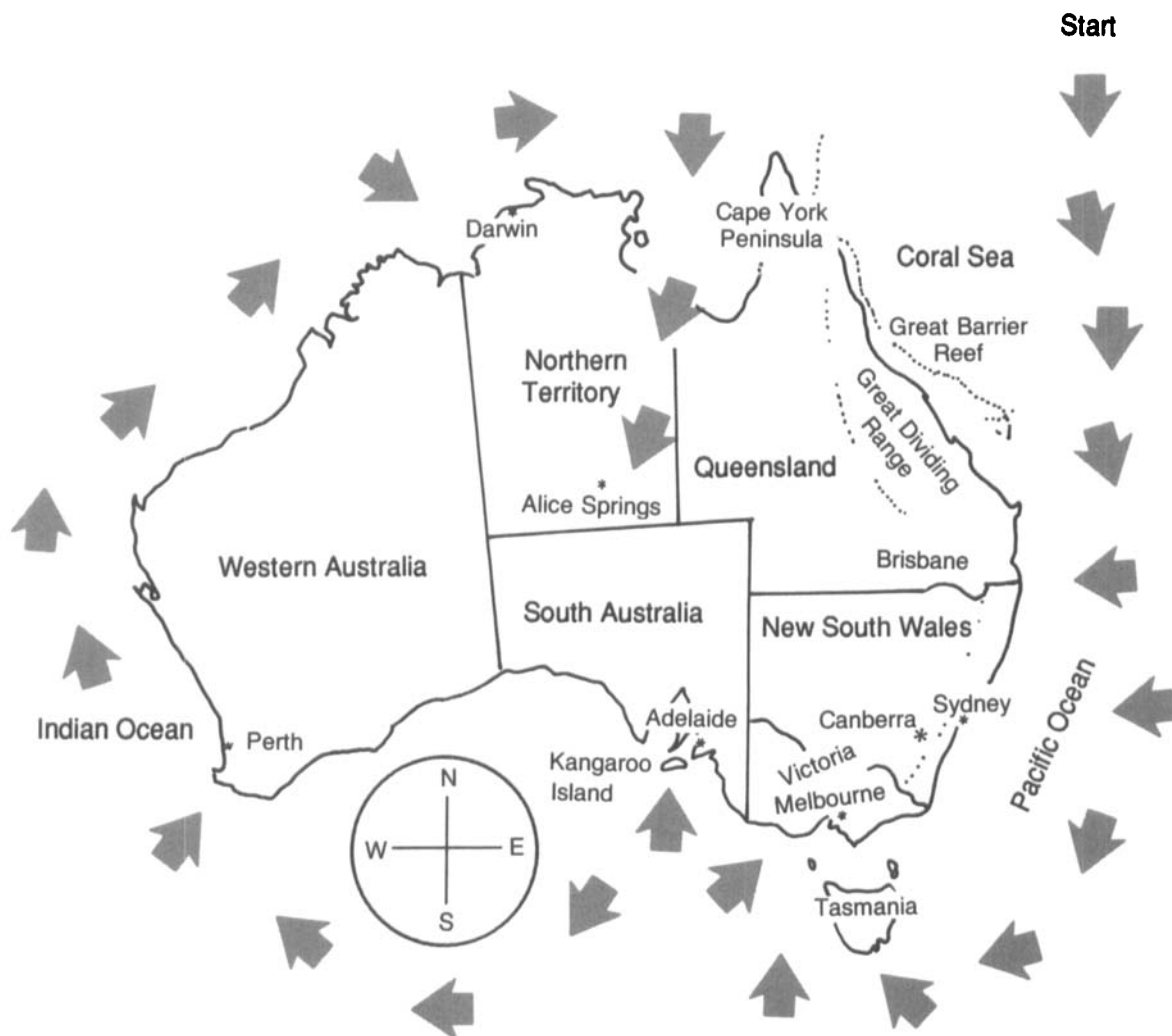 Start
Cape York
Peninsula
Darwin
Coral Sea
Great Barrier
Reef
Northern
Territory
Great Dividing
Range
Queensland
Alice Springs
Western Australia
Brisbane
South Australia
New South Wales
Indian Ocean
Perth
Adelaide
Canberra
Sydney
Pacific Ocean
Kangaroo
Island
Victoria
Melbourne
N
W
E
S
Tasmania